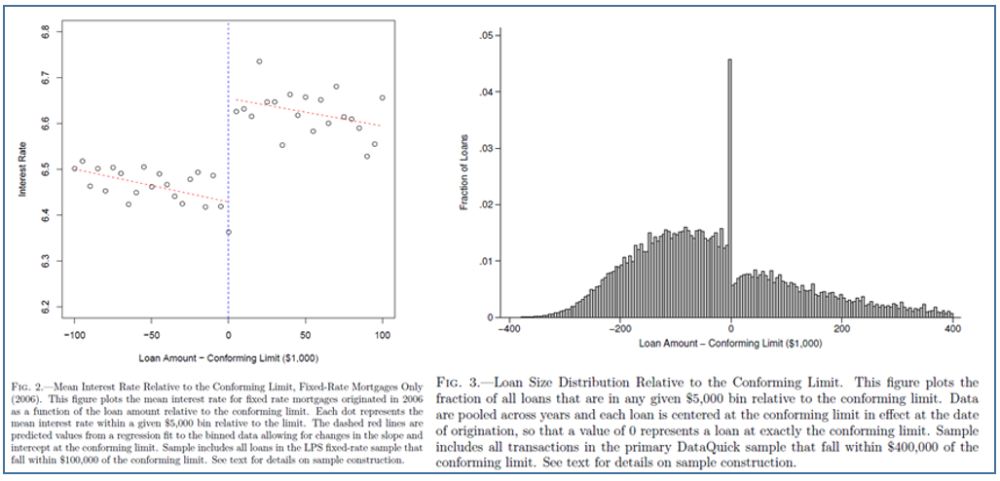 6.8
6.7
6.6
6.5
6.4
6.3
6.2
Interest Rate
−100
−50
0
50
100
Loan Amount − Conforming Limit ($1,000)
FIG. 2.—Mean Interest Rate Relative to the Conforming Limit, Fixed-Rate Mortgages Only
(2006). This figure plots the mean interest rate for fixed rate mortgages originated in 2006
as a function of the loan amount relative to the conforming limit. Each dot represents the
mean interest rate within a given $5,000 bin relative to the limit. The dashed red lines are
predicted values from a regression fit to the binned data allowing for changes in the slope and
intercept at the conforming limit. Sample includes all loans in the LPS fixed-rate sample that
fall within $100,000 of the conforming limit. See text for details on sample construction.
.05
.04
.03
.02
.01
0
Fraction of Loans
−400
−200
0
200
400
Loan Amount − Conforming Limit ($1,000)
FIG. 3.—Loan Size Distribution Relative to the Conforming Limit. This figure plots the
fraction of all loans that are in any given $5,000 bin relative to the conforming limit. Data
are pooled across years and each loan is centered at the conforming limit in effect at the date
of origination, so that a value of 0 represents a loan at exactly the conforming limit. Sample
includes all transactions in the primary DataQuick sample that fall within $400,000 of the
conforming limit. See text for details on sample construction.